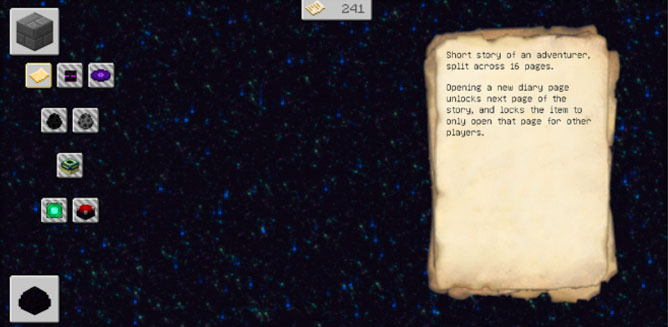 241
Short story of an adventurer,
split across 16 pages.
Opening a new diary page
unlocks next page of the
story, and locks the item to
only open that page for other
players.